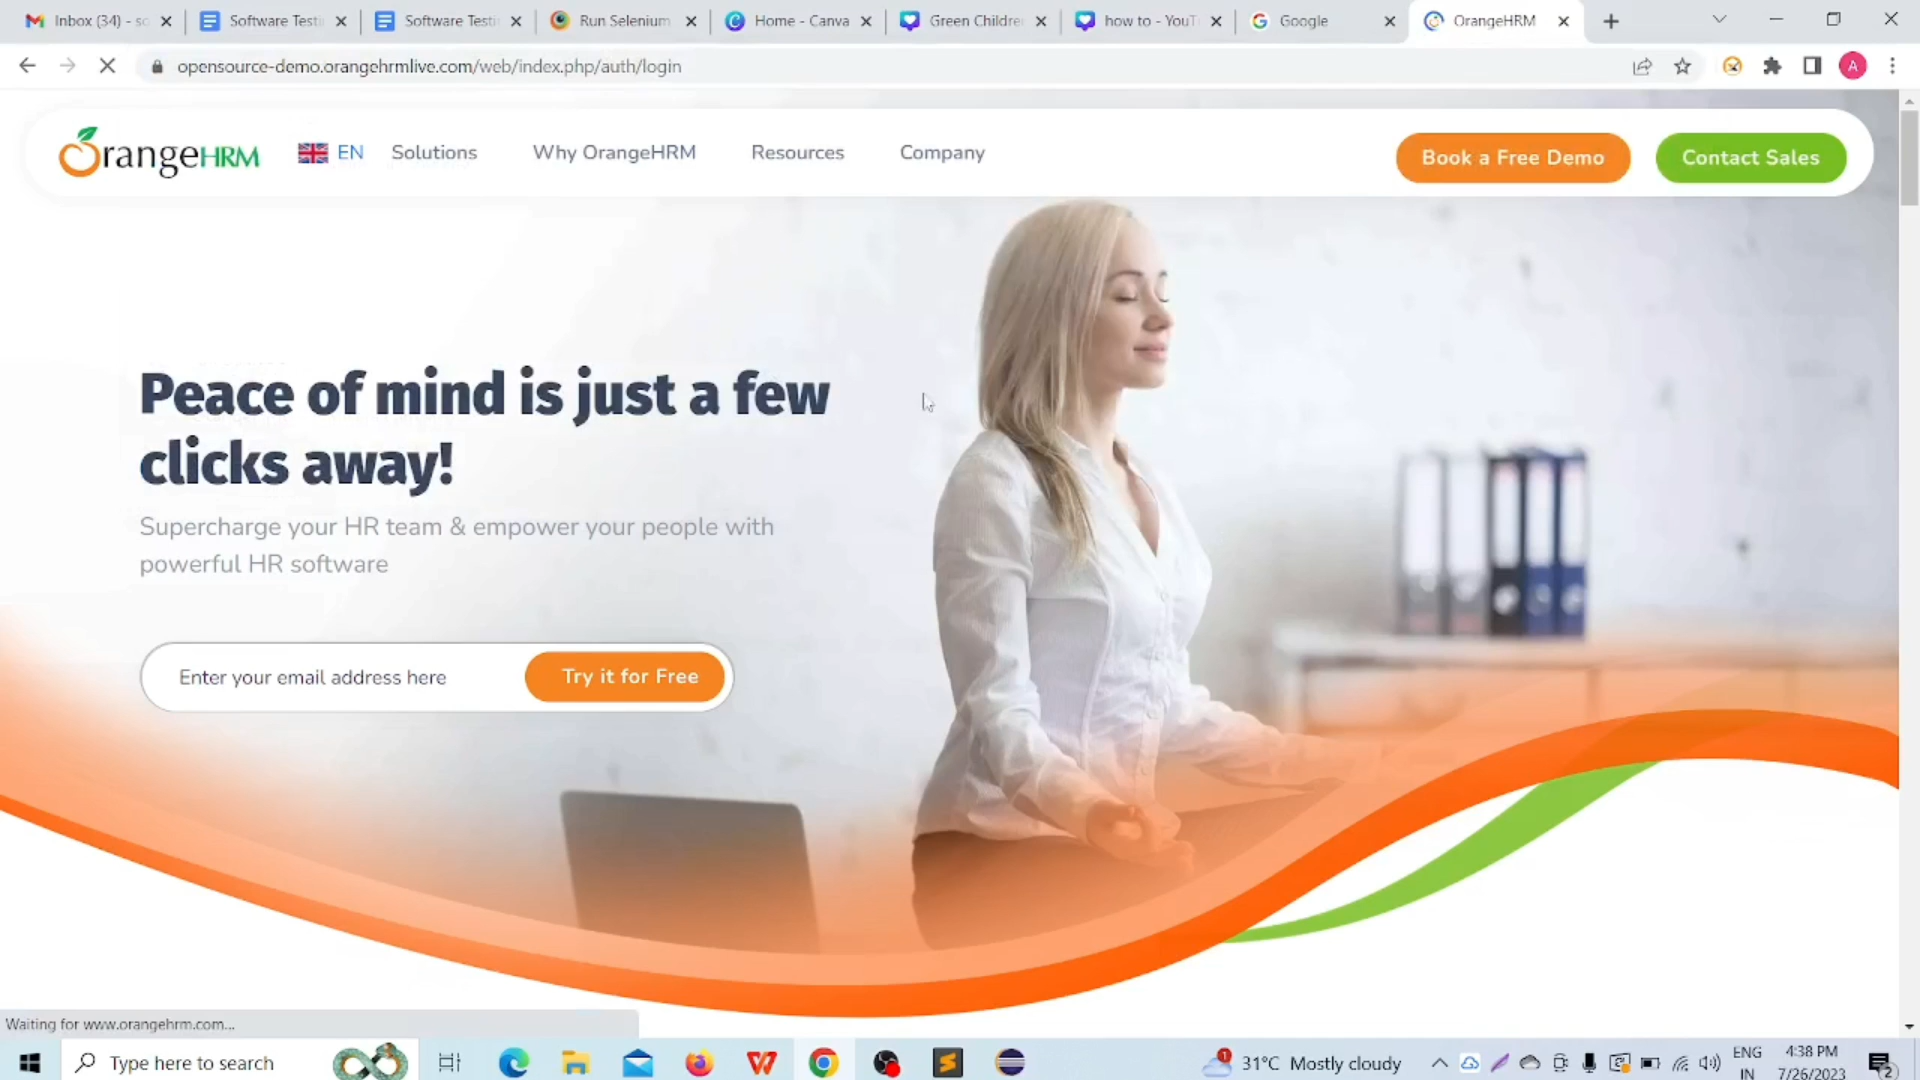 Inbox (34) - so
Software Testi
Software Testin
Run Selenium
Home - Canva
Green Childre
how to - YouT
Google
OrangeHRM
opensource-demo.orangehrmlive.com/web/index.php/auth/login
A
OrangeHRM
EN
Solutions
Why OrangeHRM
Resources
Company
Book a Free Demo
Contact Sales
Peace of mind is just a few
clicks away!
Supercharge your HR team & empower your people with
powerful HR software
Enter your email address here
Try it for Free
Waiting for www.orangehrm.com...
Type here to search
1
31°C Mostly cloudy
ENG
IN
4:38 PM
7/26/2023
2